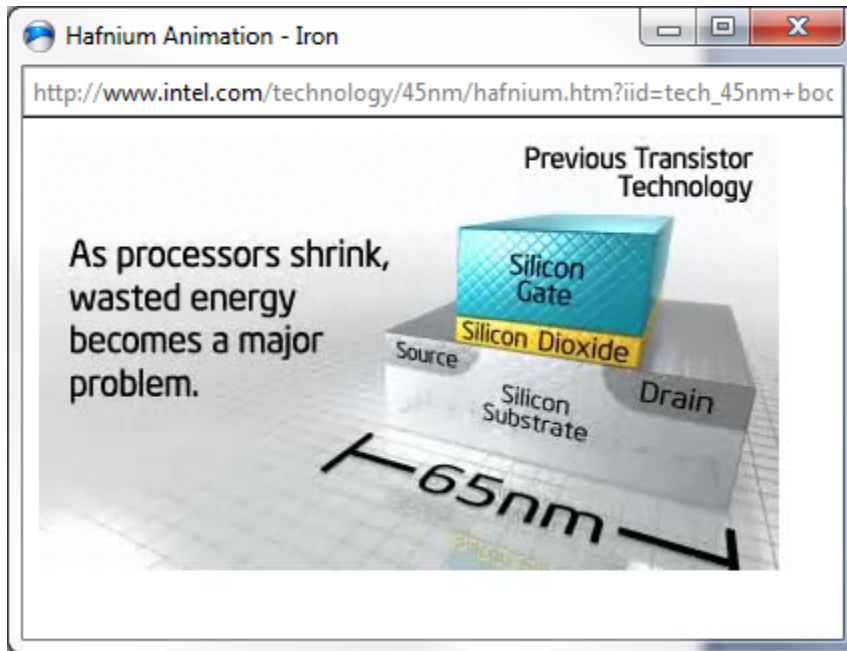 Hafnium Animation - Iron
http://www.intel.com/technology/45nm/hafnium.htm?iid=tech_45nm+boc
Previous Transistor
Technology
As processors shrink,
wasted energy
becomes a major
problem.
Silicon
Gate
Silicon Dioxide
Source
Drain
Silicon
Substrate
65nm